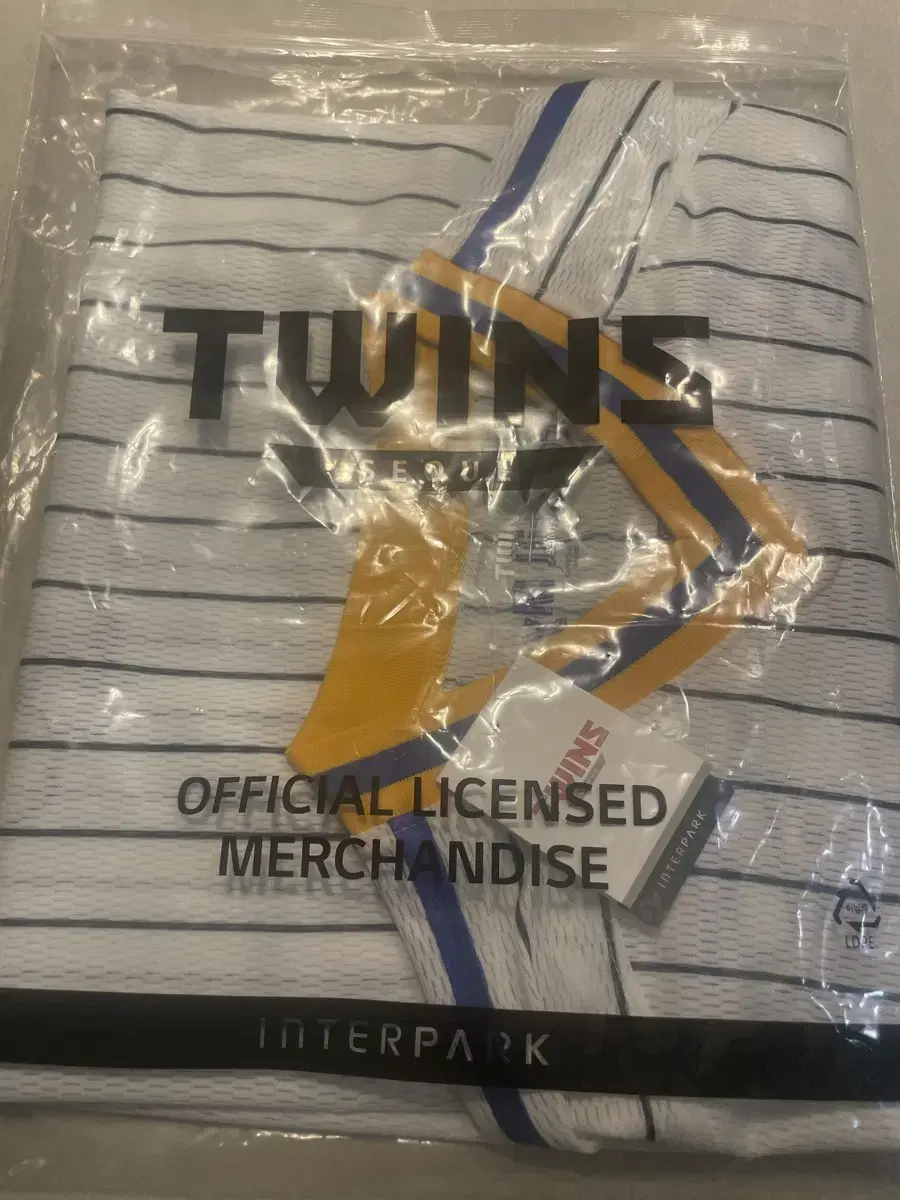 TWINS
SEOUL
TWINS
OFFICIAL LICENSED
MERCHANDISE
INTERPARK
LDPE
INTERPARK